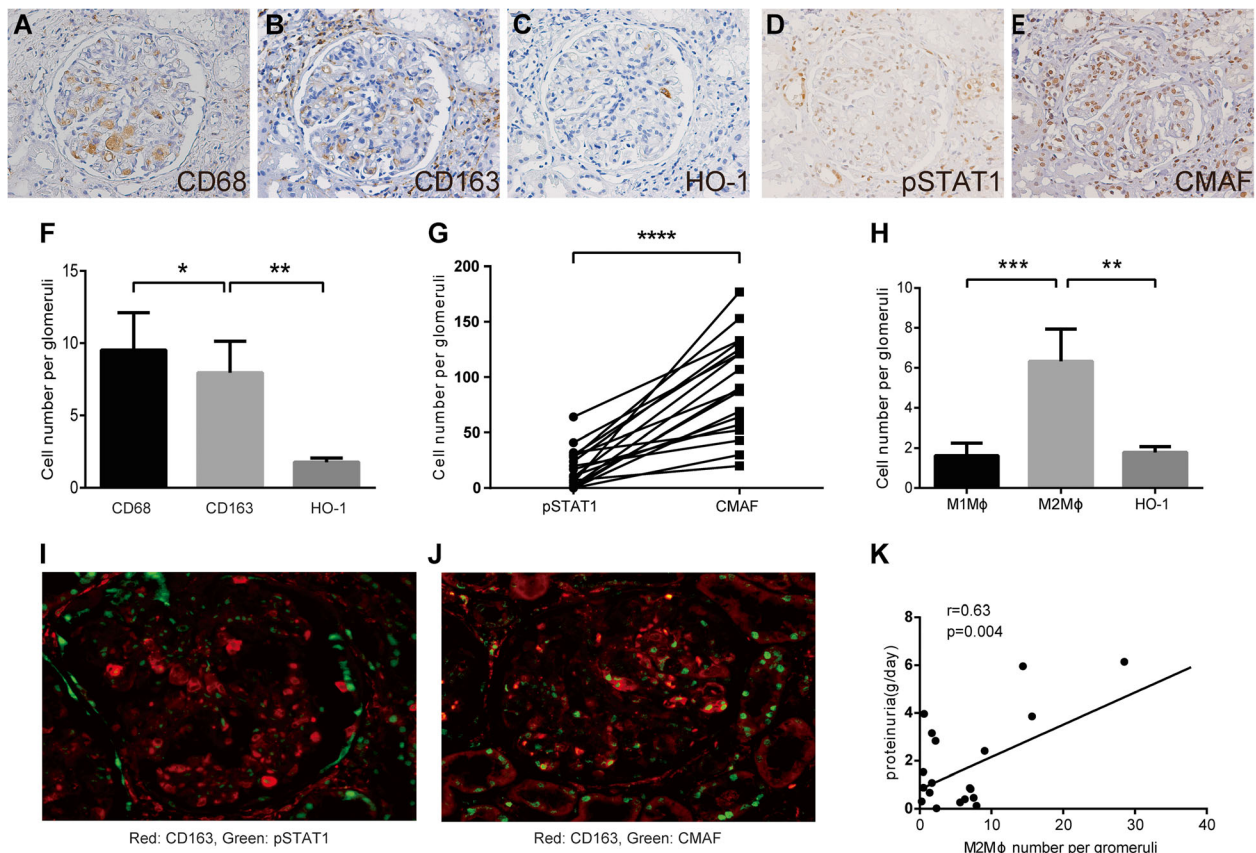 A
B
C
D
E
CD68
CD163
HO-1
pSTAT1
CMAF
F
G
H
Cell number per glomeruli
15
10
5
0
*
**
CD68
CD163
HO-1
Cell number per glomeruli
200
150
100
50
0
****
pSTAT1
CMAF
Cell number per glomeruli
10
8
6
4
2
0
***
**
M1Mϕ
M2Mϕ
HO-1
I
J
K
Red: CD163, Green: pSTAT1
Red: CD163, Green: CMAF
r=0.63
p=0.004
proteinuria(g/day)
8
6
4
2
0
0
10
20
30
40
M2Mϕ number per gromeruli